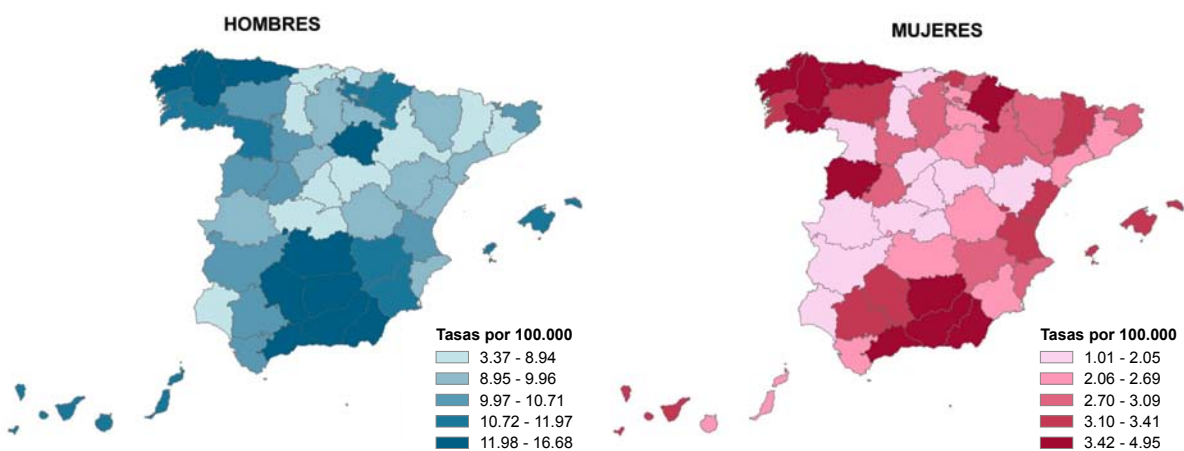 HOMBRES
Tasas por 100.000
3.37 - 8.94
8.95 - 9.96
9.97 - 10.71
10.72 - 11.97
11.98 - 16.68
MUJERES
Tasas por 100.000
1.01 - 2.05
2.06 - 2.69
2.70 - 3.09
3.10 - 3.41
3.42 - 4.95